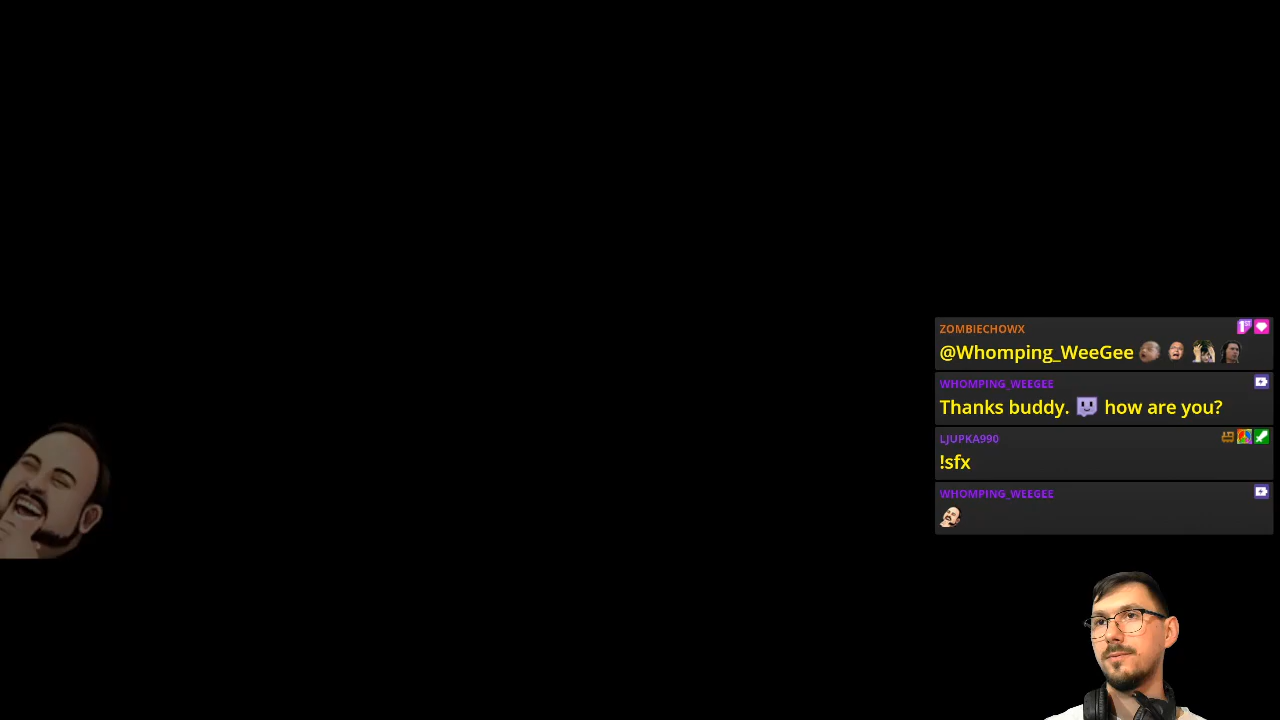 ZOMBIECHOWX
@Whomping_WeeGee
WHOMPING_WEEGEE
Thanks buddy. how are you?
LJUPKA990
!sfx
WHOMPING_WEEGEE